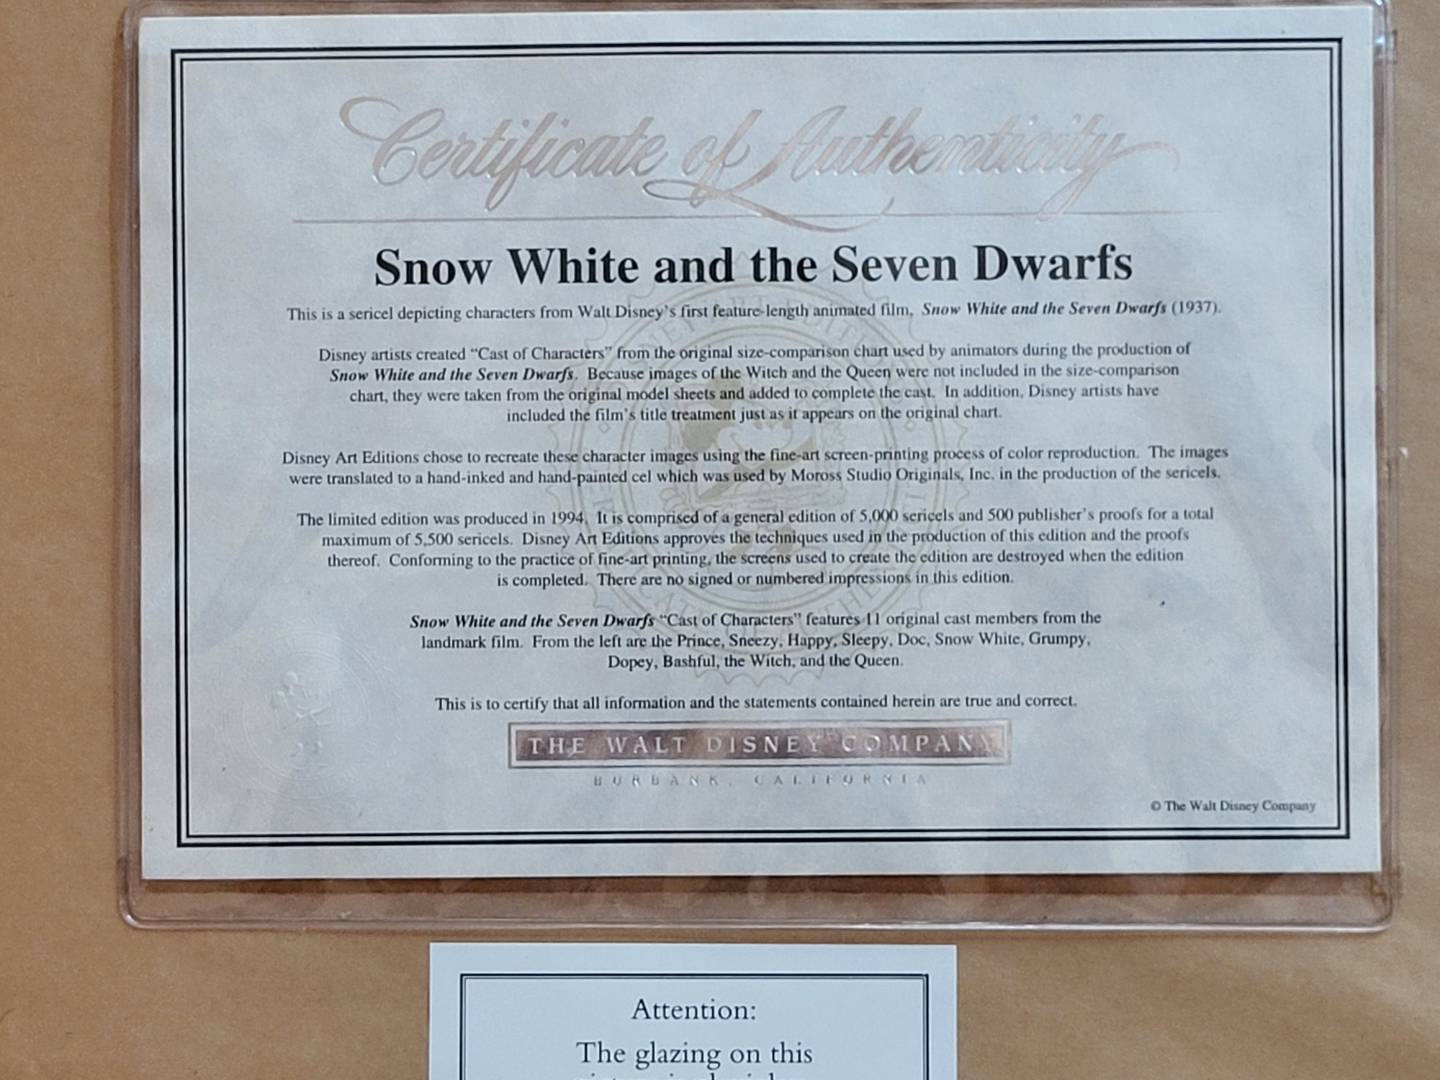 Certificate of Authenticity
Snow White and the Seven Dwarfs
This is a sericel depicting characters from Walt Disney's first feature-length animated film, Snow White and the Seven Dwarfs (1937).
Disney artists created "Cast of Characters" from the original size-comparison chart used by animators during the production of
Snow White and the Seven Dwarfs. Because images of the Witch and the Queen were not included in the size-comparison
chart, they were taken from the original model sheets and added to complete the cast. In addition, Disney artists have
included the film's title treatment just as it appears on the original chart.
Disney Art Editions chose to recreate these character images using the fine-art screen-printing process of color reproduction. The images
were translated to a hand-inked and hand-painted cel which was used by Moross Studio Originals, Inc. in the production of the sericels.
The limited edition was produced in 1994. It is comprised of a general edition of 5,000 sericels and 500 publisher's proofs for a total
maximum of 5,500 sericels. Disney Art Editions approves the techniques used in the production of this edition and the proofs
thereof. Conforming to the practice of fine-art printing, the screens used to create the edition are destroyed when the edition
is completed. There are no signed or numbered impressions in this edition.
Snow White and the Seven Dwarfs "Cast of Characters" features 11 original cast members from the
landmark film. From the left are the Prince, Sneezy, Happy, Sleepy, Doc, Snow White, Grumpy,
Dopey, Bashful, the Witch, and the Queen.
This is to certify that all information and the statements contained herein are true and correct.
THE WALT DISNEY COMPANY
BURBANK, CALIFORNIA
© The Walt Disney Company
Attention:
The glazing on this